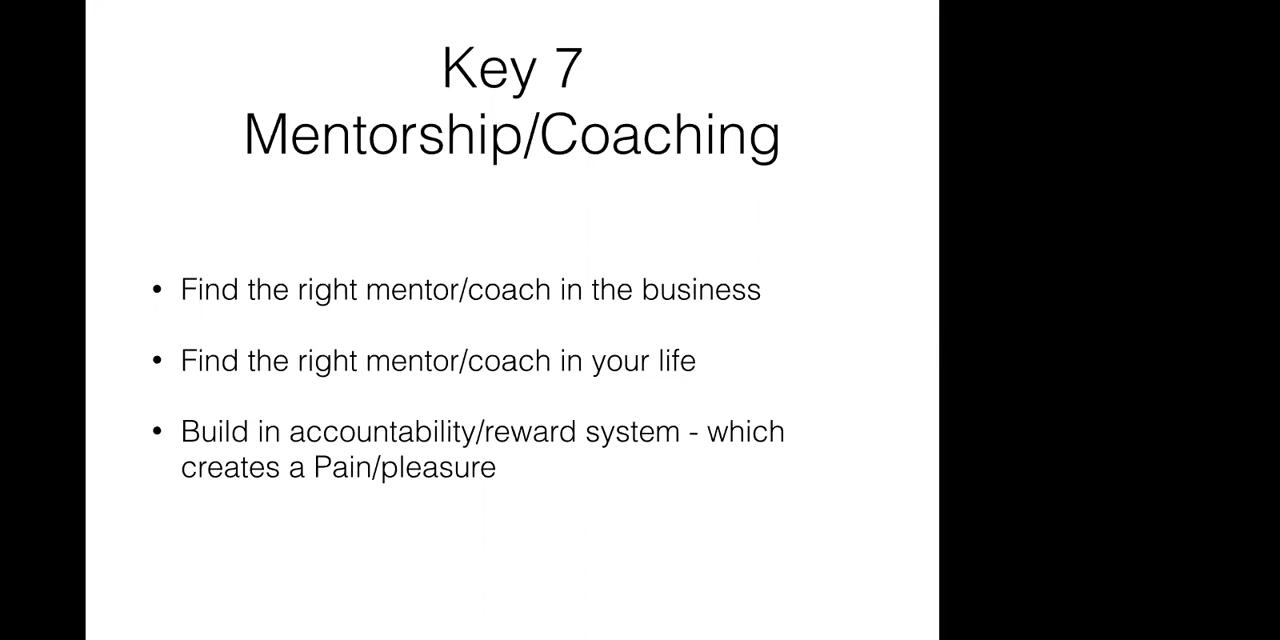 Key 7
Mentorship/Coaching
• Find the right mentor/coach in the business
• Find the right mentor/coach in your life
• Build in accountability/reward system - which
creates a Pain/pleasure